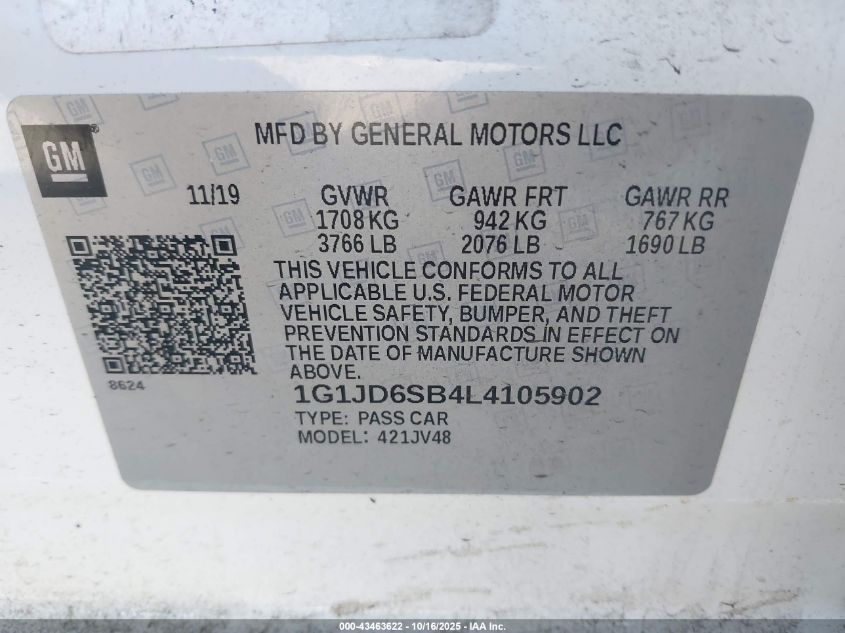 GM
MFD BY GENERAL MOTORS LLC
11/19 GVWR GAWR FRT GAWR RR
1708 KG 942 KG 767 KG
3766 LB 2076 LB 1690 LB
THIS VEHICLE CONFORMS TO ALL
APPLICABLE U.S. FEDERAL MOTOR
VEHICLE SAFETY, BUMPER, AND THEFT
PREVENTION STANDARDS IN EFFECT ON
THE DATE OF MANUFACTURE SHOWN
ABOVE.
8624
1G1JD6SB4L4105902
TYPE: PASS CAR
MODEL: 421JV48
000-43463622 - 10/16/2025 - IAA Inc.